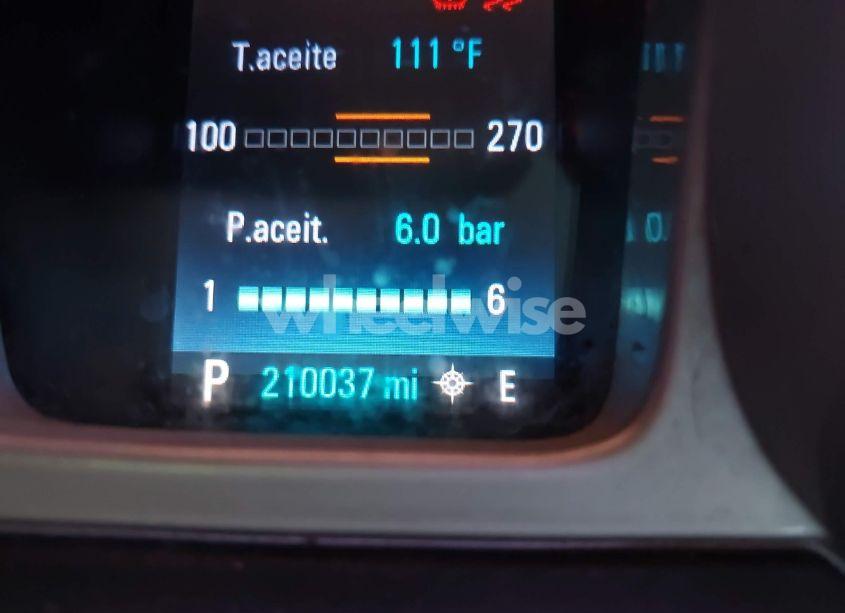 T.aceite 111 °F
100 270
P.aceit. 6.0 bar
1 6
wheelwise
P 210037 mi E